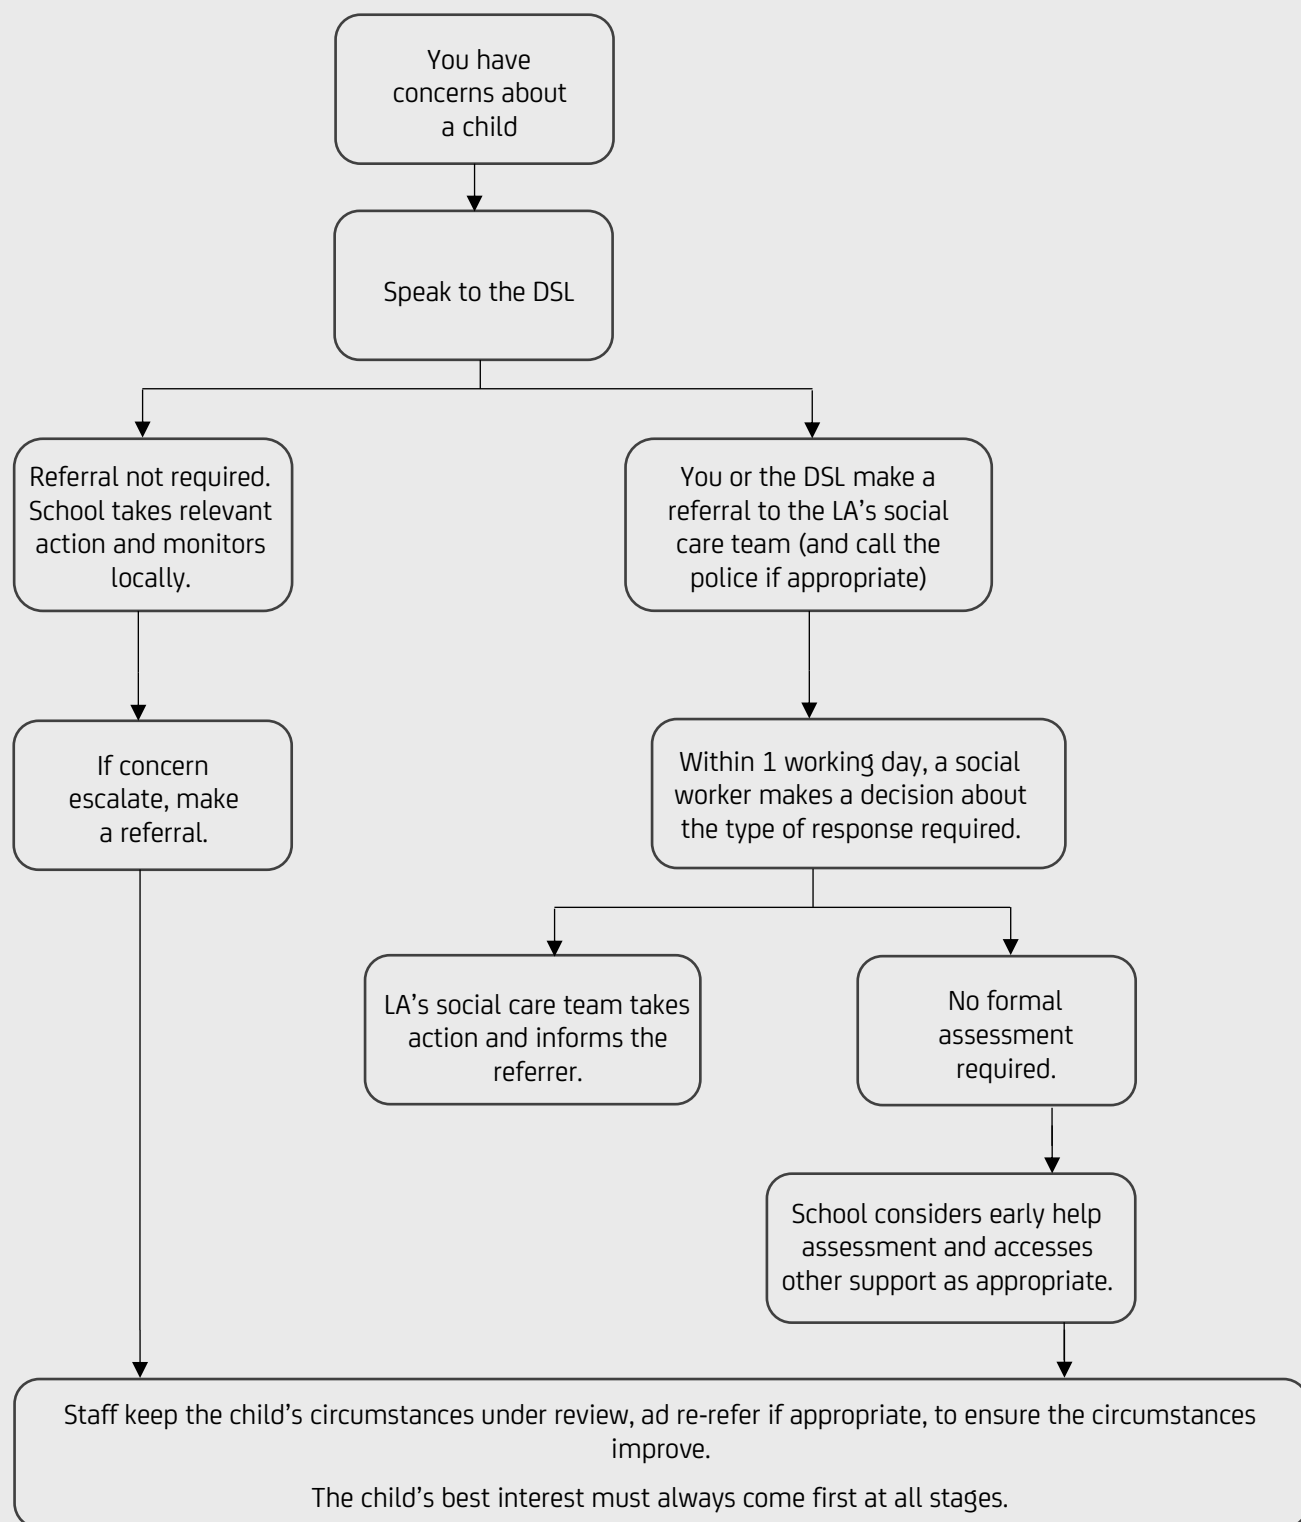 You have
concerns about
a child
Speak to the DSL
Referral not required.
School takes relevant
action and monitors
locally.
You or the DSL make a
referral to the LA's social
care team (and call the
police if appropriate)
If concern
escalate, make
a referral.
Within 1 working day, a social
worker makes a decision about
the type of response required.
LA's social care team takes
action and informs the
referrer.
No formal
assessment
required.
School considers early help
assessment and accesses
other support as appropriate.
Staff keep the child's circumstances under review, ad re-refer if appropriate, to ensure the circumstances
improve.
The child's best interest must always come first at all stages.